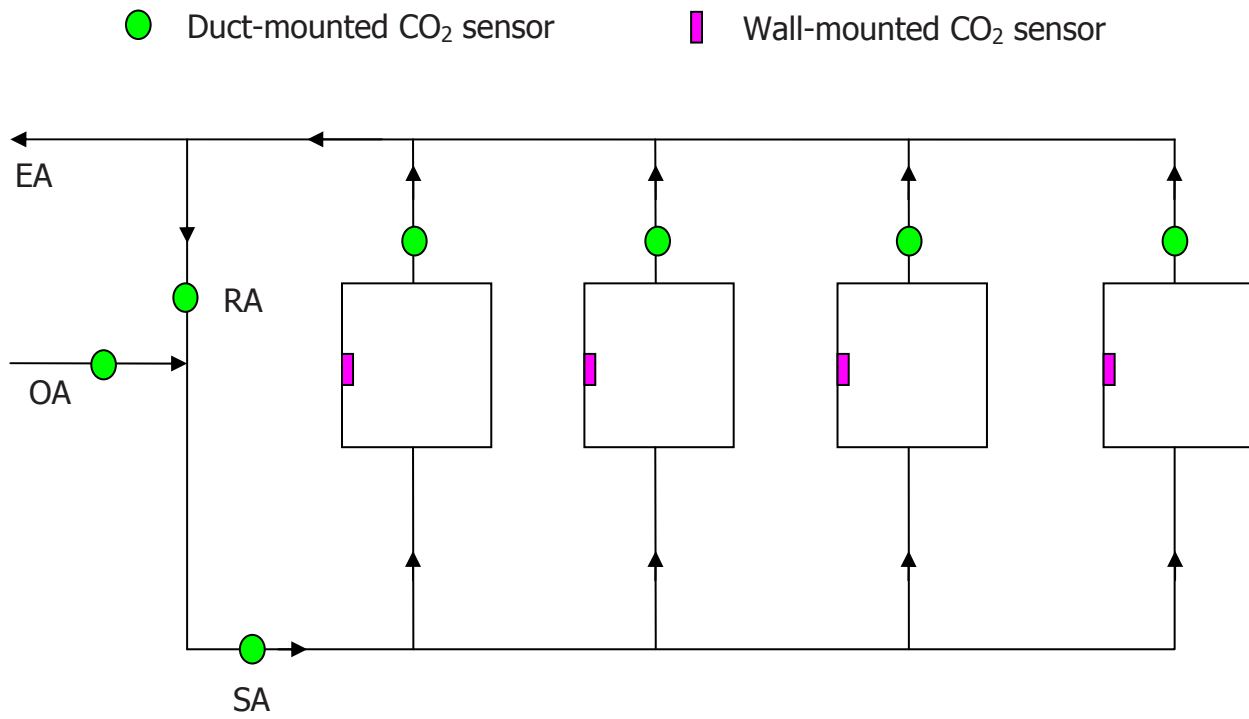 Duct-mounted CO₂ sensor
Wall-mounted CO₂ sensor
EA
RA
OA
SA